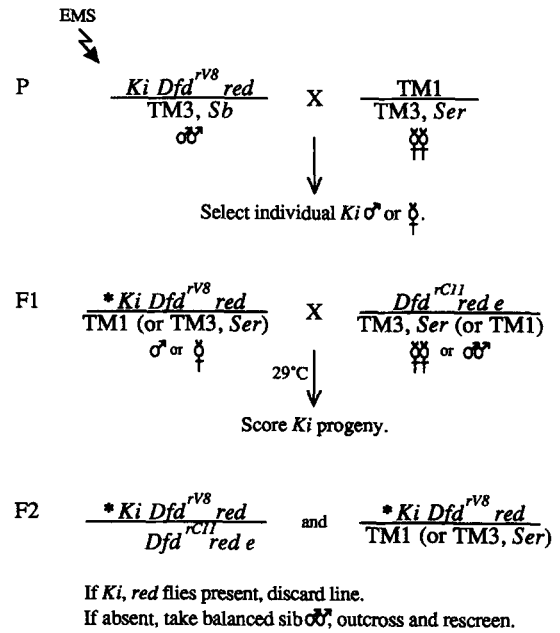 EMS
P
Ki Dfd^rV8 red X TM1
TM3, Sb TM3, Ser
♂♂ ☿☿
Select individual Ki ♂ or ☿.
F1
*Ki Dfd^rV8 red X Dfd^rC11 red e
TM1 (or TM3, Ser) TM3, Ser (or TM1)
♂ or ☿ ☿☿ or ♂♂
29°C
Score Ki progeny.
F2
*Ki Dfd^rV8 red and *Ki Dfd^rV8 red
Dfd^rC11 red e TM1 (or TM3, Ser)
If Ki, red flies present, discard line.
If absent, take balanced sib ♂♂, outcross and rescreen.